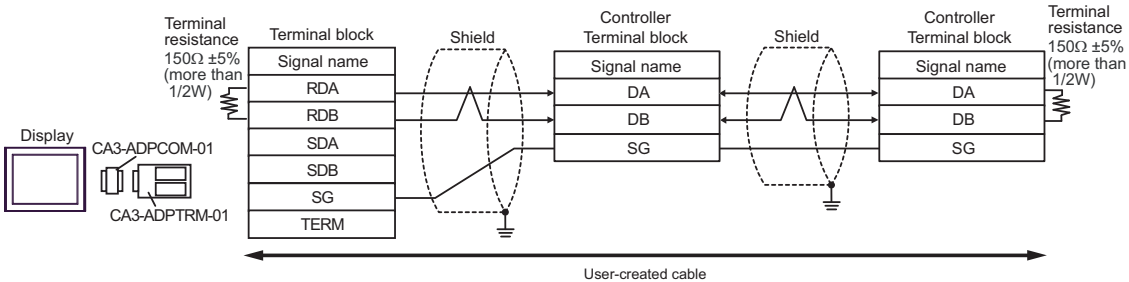 Terminal
resistance
150Ω ±5%
(more than
1/2W)
Terminal block
Signal name
RDA
RDB
SDA
SDB
SG
TERM
Display
CA3-ADPCOM-01
CA3-ADPTRM-01
Shield
Controller
Terminal block
Signal name
DA
DB
SG
Shield
Controller
Terminal block
Signal name
DA
DB
SG
Terminal
resistance
150Ω ±5%
(more than
1/2W)
User-created cable